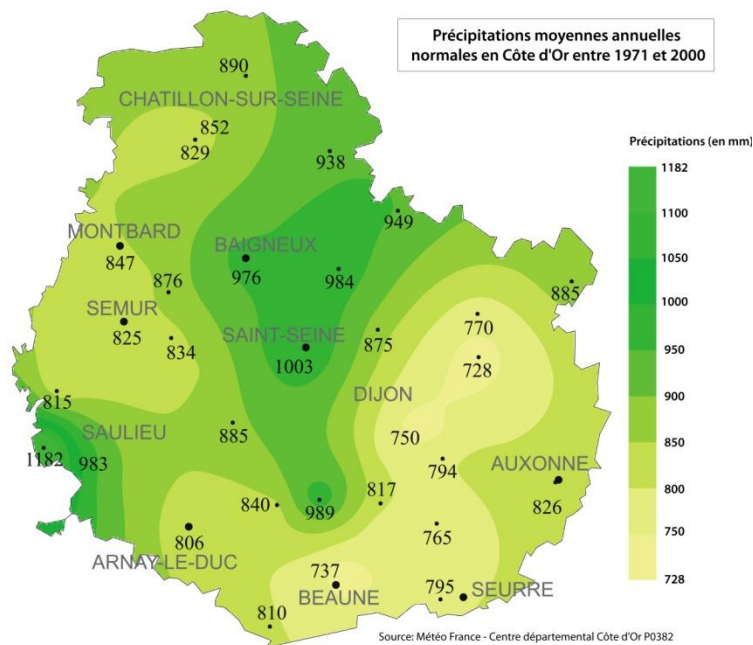 Précipitations moyennes annuelles
normales en Côte d'Or entre 1971 et 2000
890
CHATILLON-SUR-SEINE
852
829
938
Précipitations (en mm)
1182
1100
1050
1000
950
900
850
800
750
728
949
MONTBARD
847
BAIGNEUX
976
984
876
885
SEMUR
825
834
SAINT-SEINE
1003
875
770
728
815
DIJON
SAULIEU
885
750
1182
983
794
AUXONNE
826
840
989
817
806
ARNAY-LE-DUC
765
737
BEAUNE
795
SEURRE
810
Source: Météo France - Centre départemental Côte d'Or P0382